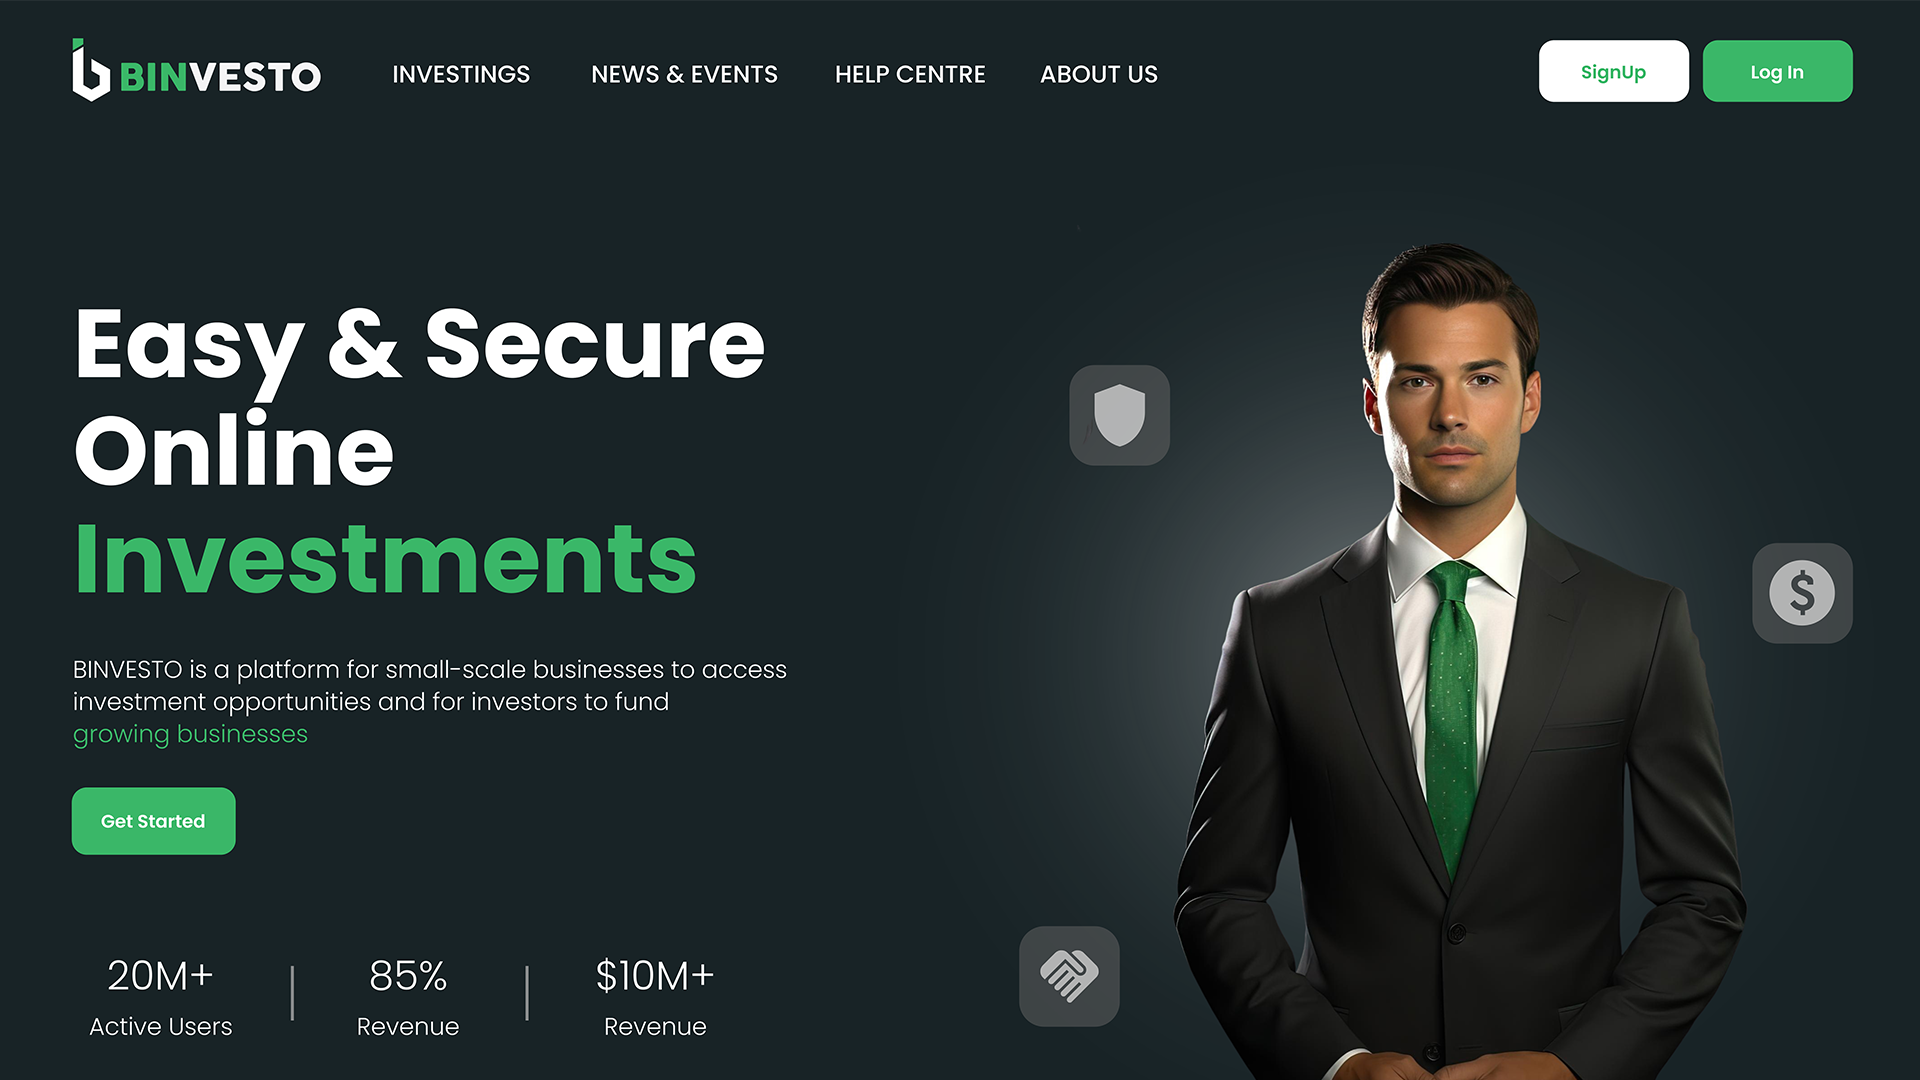 BINVESTO
INVESTINGS
NEWS & EVENTS
HELP CENTRE
ABOUT US
SignUp
Log In
Easy & Secure
Online
Investments
BINVESTO is a platform for small-scale businesses to access
investment opportunities and for investors to fund
growing businesses
Get Started
$
20M+
85%
$10M+
Active Users
Revenue
Revenue